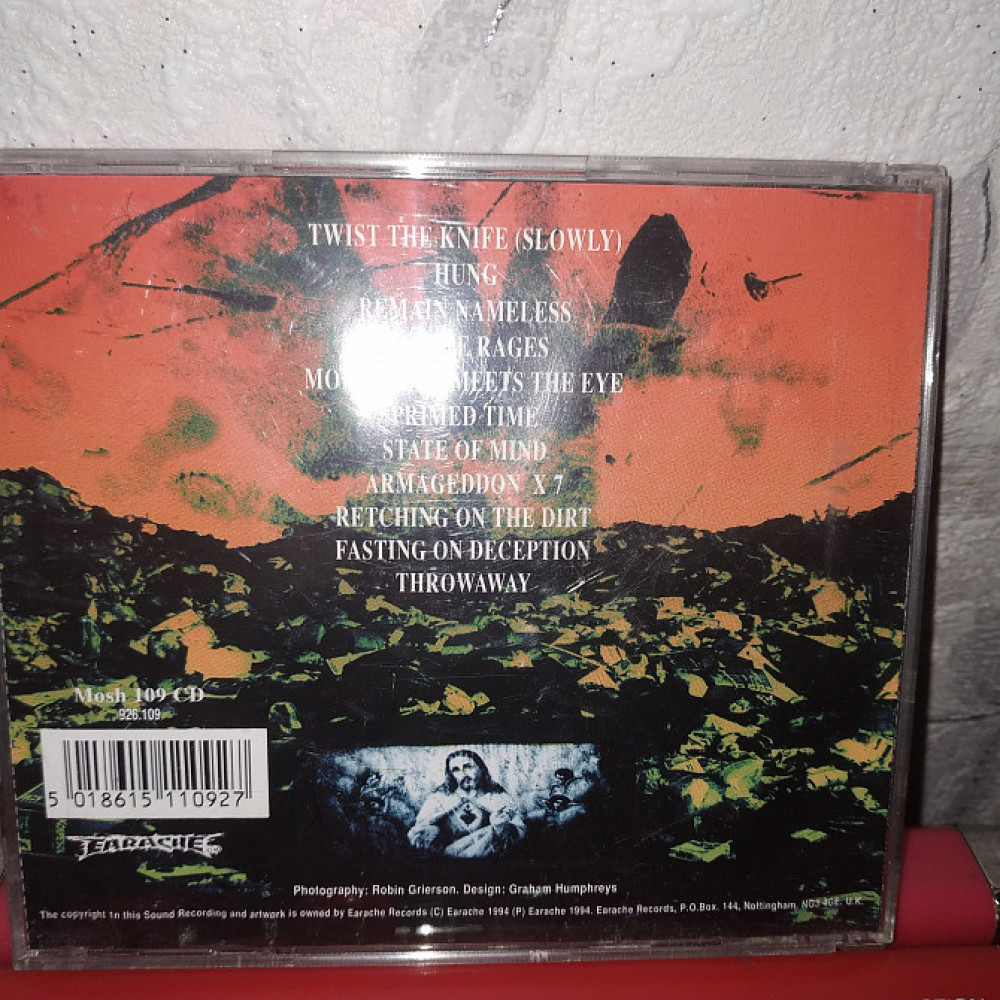 TWIST THE KNIFE (SLOWLY)
HUNG
REMAIN NAMELESS
RAGES
MEETS THE EYE
PRIMED TIME
STATE OF MIND
ARMAGEDDON X 7
RETCHING ON THE DIRT
FASTING ON DECEPTION
THROWAWAY
Mosh 109 CD
926.109
5 018615 110927
EARACHE
Photography: Robin Grierson. Design: Graham Humphreys
The copyright in this Sound Recording and artwork is owned by Earache Records (C) Earache 1994 (P) Earache 1994. Earache Records, P.O.Box. 144, Nottingham, NG3 4GE. U.K.